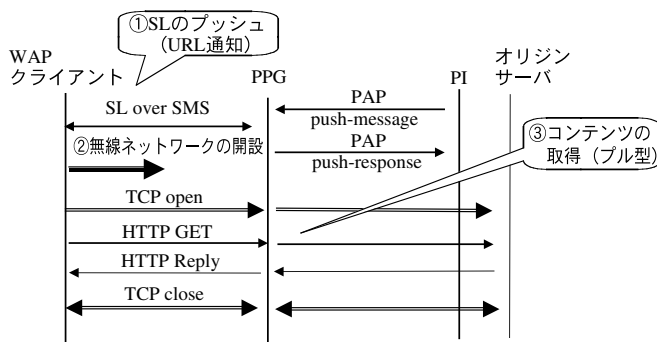 ①SLのプッシュ
（URL通知）
WAP
クライアント
PPG
PI
オリジン
サーバ
SL over SMS
PAP
push-message
②無線ネットワークの開設
PAP
push-response
③コンテンツの
取得（プル型）
TCP open
HTTP GET
HTTP Reply
TCP close